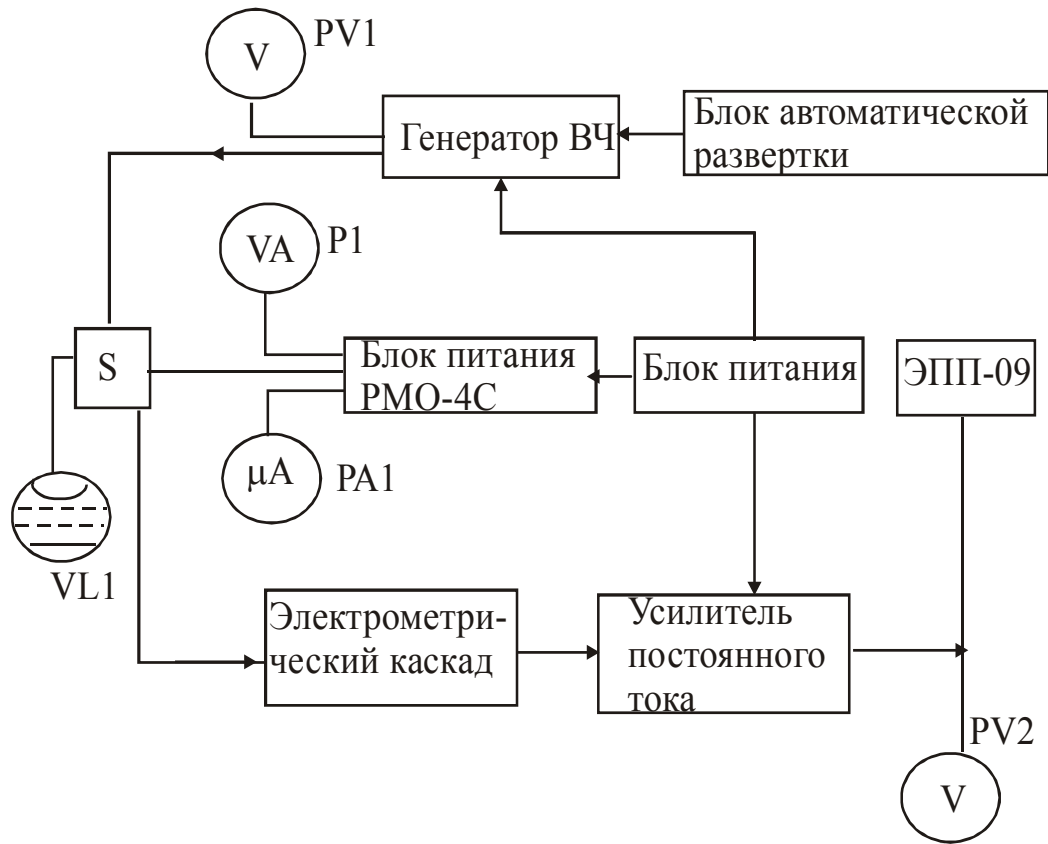 V
PV1
Генератор ВЧ
Блок автоматической
развертки
VA
P1
S
Блок питания
РМО-4С
Блок питания
ЭПП-09
μA
PA1
VL1
Электрометри-
ческий каскад
Усилитель
постоянного
тока
PV2
V